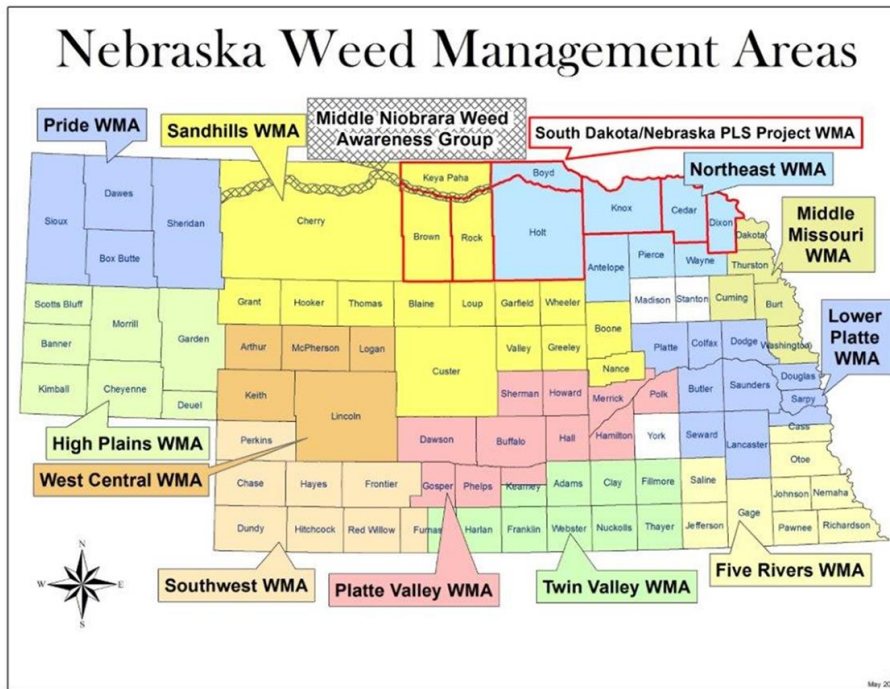 Nebraska Weed Management Areas
Pride WMA
Sandhills WMA
Middle Niobrara Weed
Awareness Group
South Dakota/Nebraska PLS Project WMA
Northeast WMA
Middle
Missouri
WMA
Lower
Platte
WMA
High Plains WMA
West Central WMA
Southwest WMA
Platte Valley WMA
Twin Valley WMA
Five Rivers WMA
Sioux
Dawes
Sheridan
Box Butte
Cherry
Keya Paha
Boyd
Brown
Rock
Holt
Knox
Cedar
Dixon
Dakota
Antelope
Pierce
Wayne
Thurston
Scotts Bluff
Morrill
Garden
Grant
Hooker
Thomas
Blaine
Loup
Garfield
Wheeler
Madison
Stanton
Cuming
Burt
Banner
Arthur
McPherson
Logan
Custer
Valley
Greeley
Boone
Nance
Platte
Colfax
Dodge
Washington
Kimball
Cheyenne
Deuel
Keith
Lincoln
Sherman
Howard
Merrick
Polk
Butler
Saunders
Douglas
Sarpy
Perkins
Dawson
Buffalo
Hall
Hamilton
York
Seward
Lancaster
Cass
Otoe
Chase
Hayes
Frontier
Gosper
Phelps
Kearney
Adams
Clay
Fillmore
Saline
Gage
Johnson
Nemaha
Dundy
Hitchcock
Red Willow
Furnas
Harlan
Franklin
Webster
Nuckolls
Thayer
Jefferson
Pawnee
Richardson
N
W
E
S
May 20